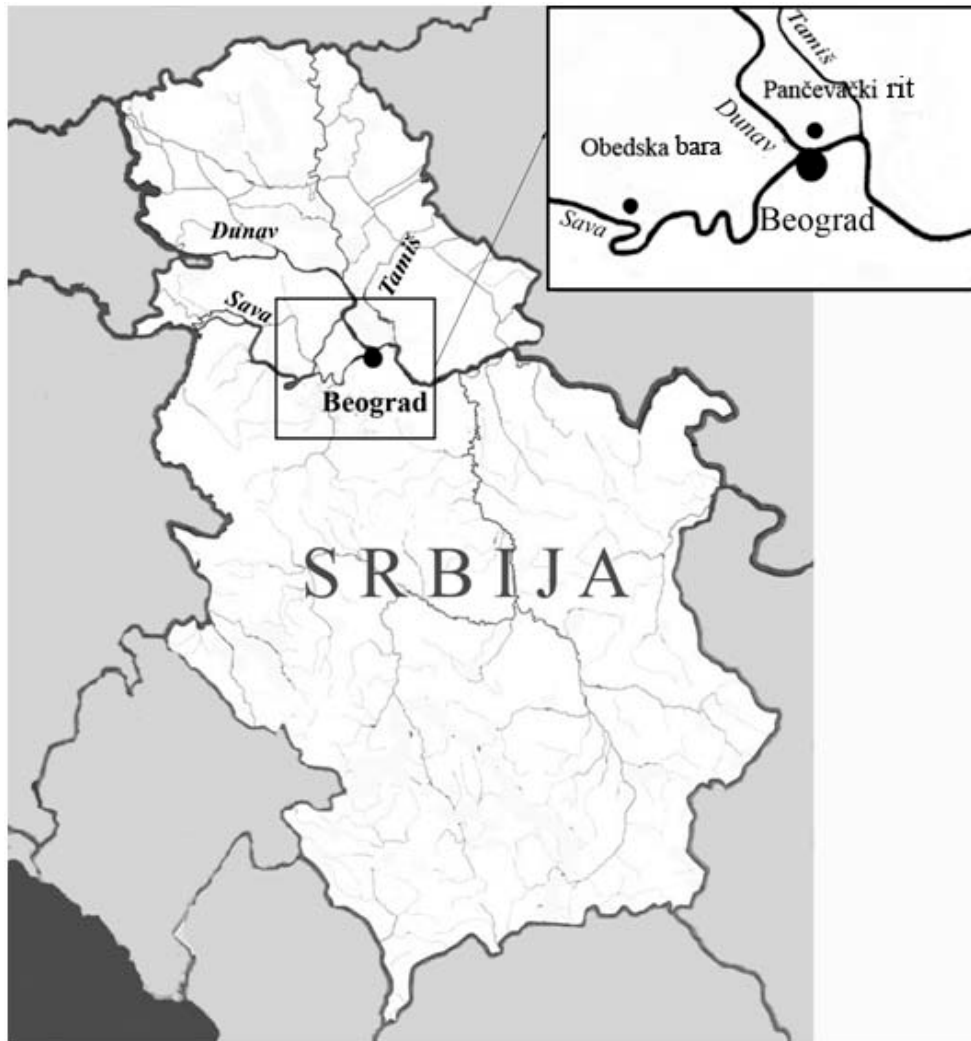 Tamiš
Pančevački rit
Dunav
Obedska bara
Sava
Beograd
Dunav
Tamiš
Sava
Beograd
SRBIJA